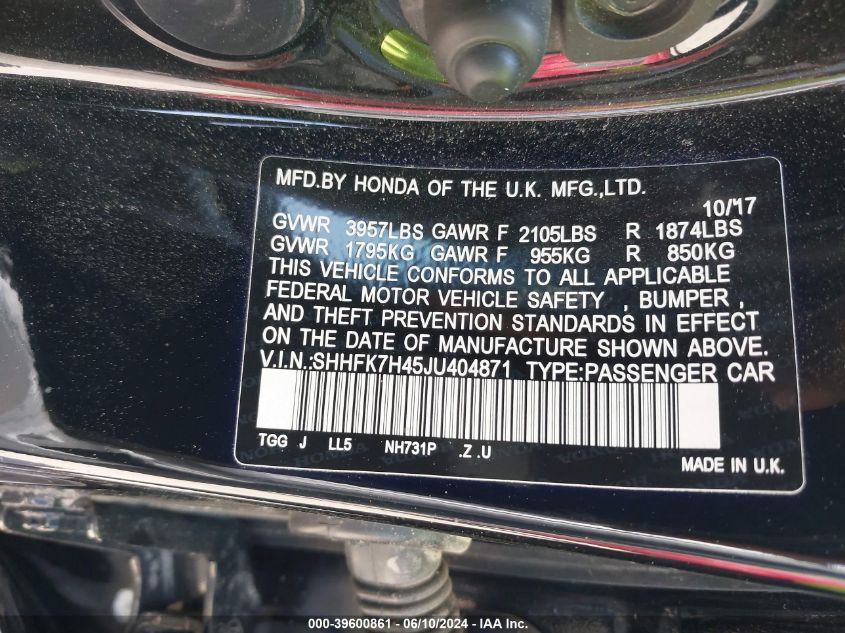 MFD.BY HONDA OF THE U.K. MFG.,LTD.
10/17
GVWR 3957LBS GAWR F 2105LBS R 1874LBS
GVWR 1795KG GAWR F 955KG R 850KG
THIS VEHICLE CONFORMS TO ALL APPLICABLE
FEDERAL MOTOR VEHICLE SAFETY , BUMPER ,
AND THEFT PREVENTION STANDARDS IN EFFECT
ON THE DATE OF MANUFACTURE SHOWN ABOVE.
V.I.N.:SHHFK7H45JU404871 TYPE:PASSENGER CAR
TGG J LL5 NH731P .Z .U
MADE IN U.K.
000-39600861 - 06/10/2024 - IAA Inc.